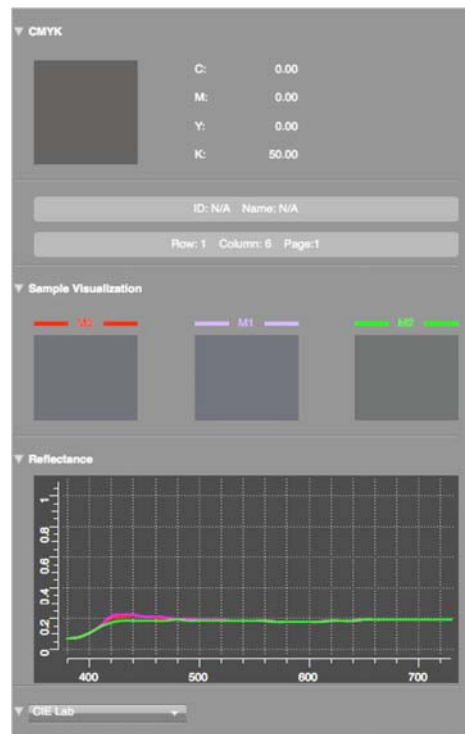 CMYK
C: 0.00
M: 0.00
Y: 0.00
K: 50.00
ID: N/A Name: N/A
Row: 1 Column: 6 Page:1
Sample Visualization
M0 M1 M2
Reflectance
1
0.8
0.6
0.4
0.2
0
400 500 600 700
CIE Lab